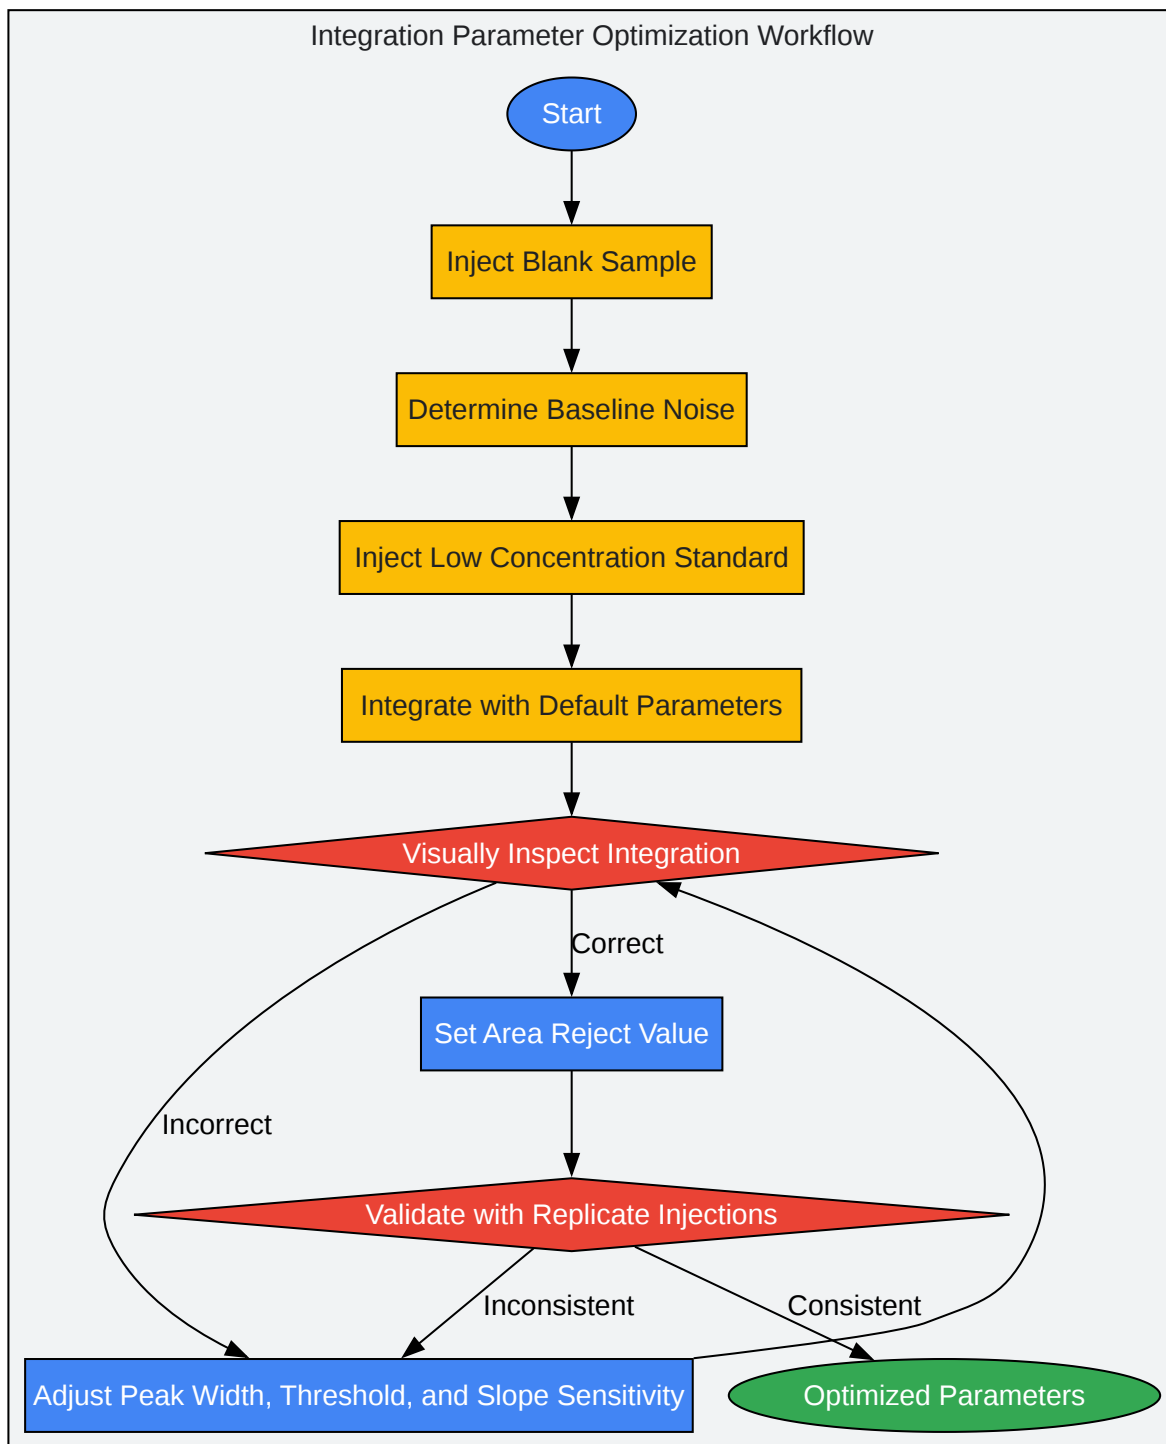 Integration Parameter Optimization Workflow
Start
Inject Blank Sample
Determine Baseline Noise
Inject Low Concentration Standard
Integrate with Default Parameters
Visually Inspect Integration
Correct
Set Area Reject Value
Incorrect
Validate with Replicate Injections
Inconsistent
Consistent
Adjust Peak Width, Threshold, and Slope Sensitivity
Optimized Parameters